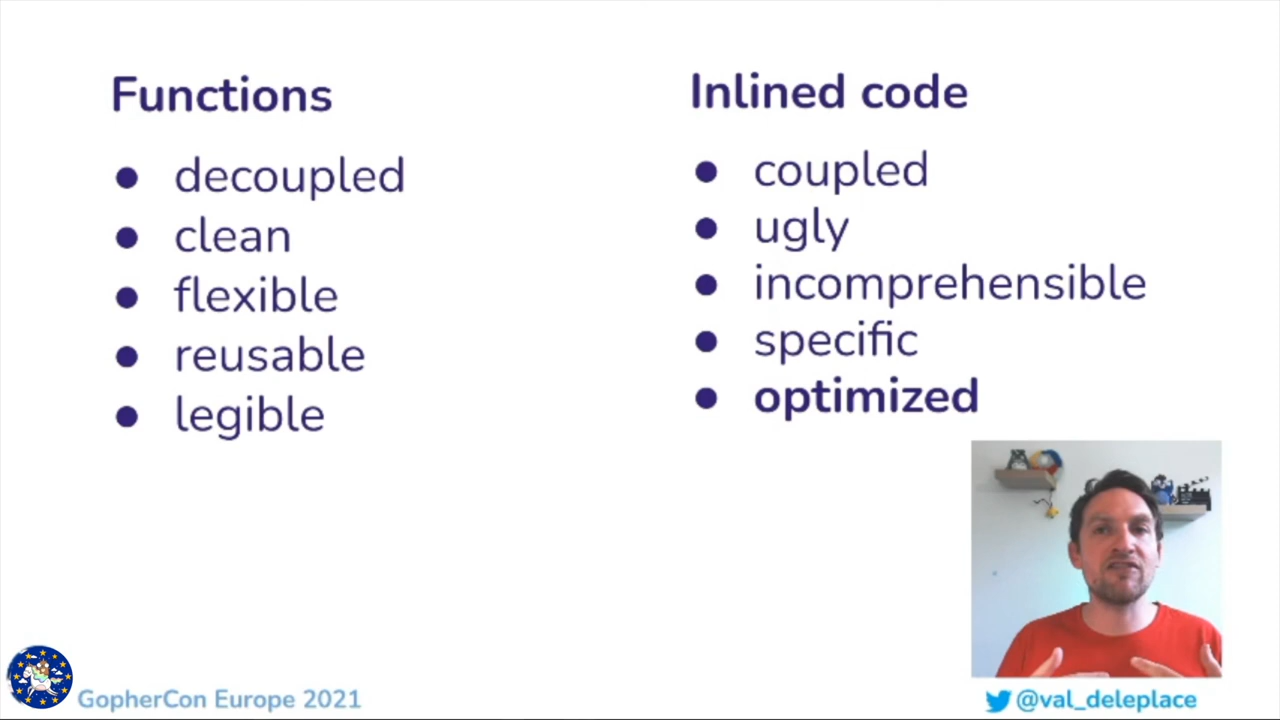 Functions
decoupled
clean
flexible
reusable
legible
Inlined code
coupled
ugly
incomprehensible
specific
optimized
GopherCon Europe 2021
@val_deleplace